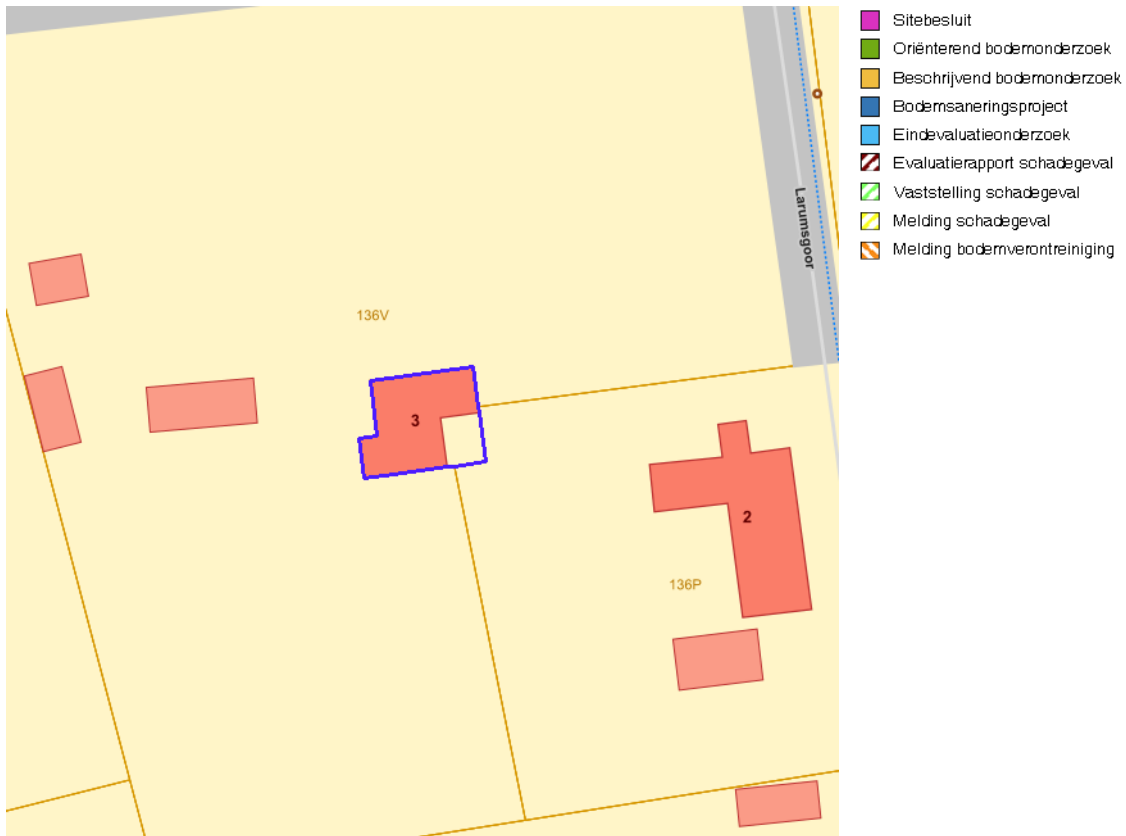 Larumsgoor
136V
3
2
136P
Sitebesluit
Oriënterend bodemonderzoek
Beschrijvend bodemonderzoek
Bodemsaneringsproject
Eindevaluatieonderzoek
Evaluatierapport schadegeval
Vaststelling schadegeval
Melding schadegeval
Melding bodemverontreiniging